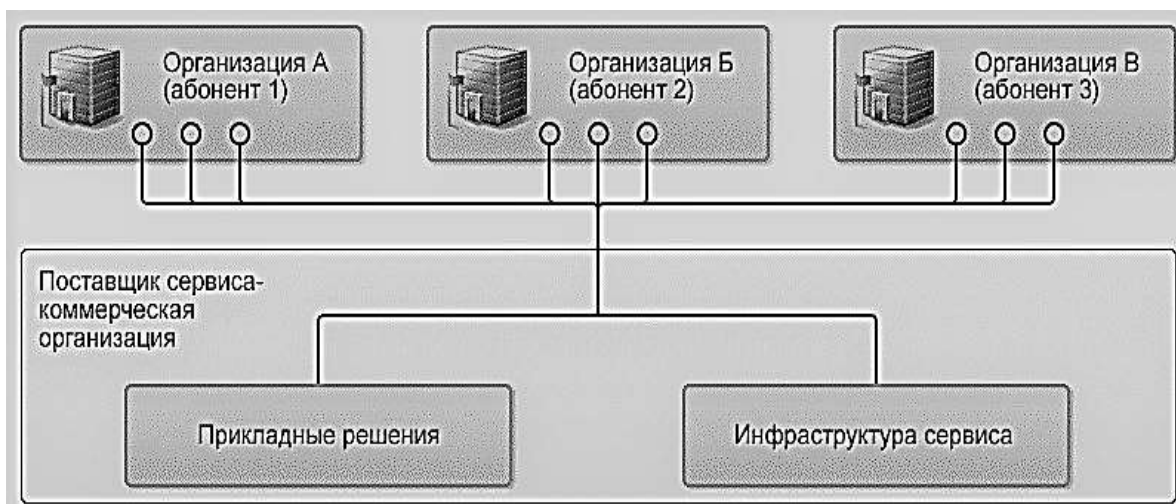 Организация А
(абонент 1)
Организация Б
(абонент 2)
Организация В
(абонент 3)
Поставщик сервиса-
коммерческая
организация
Прикладные решения
Инфраструктура сервиса